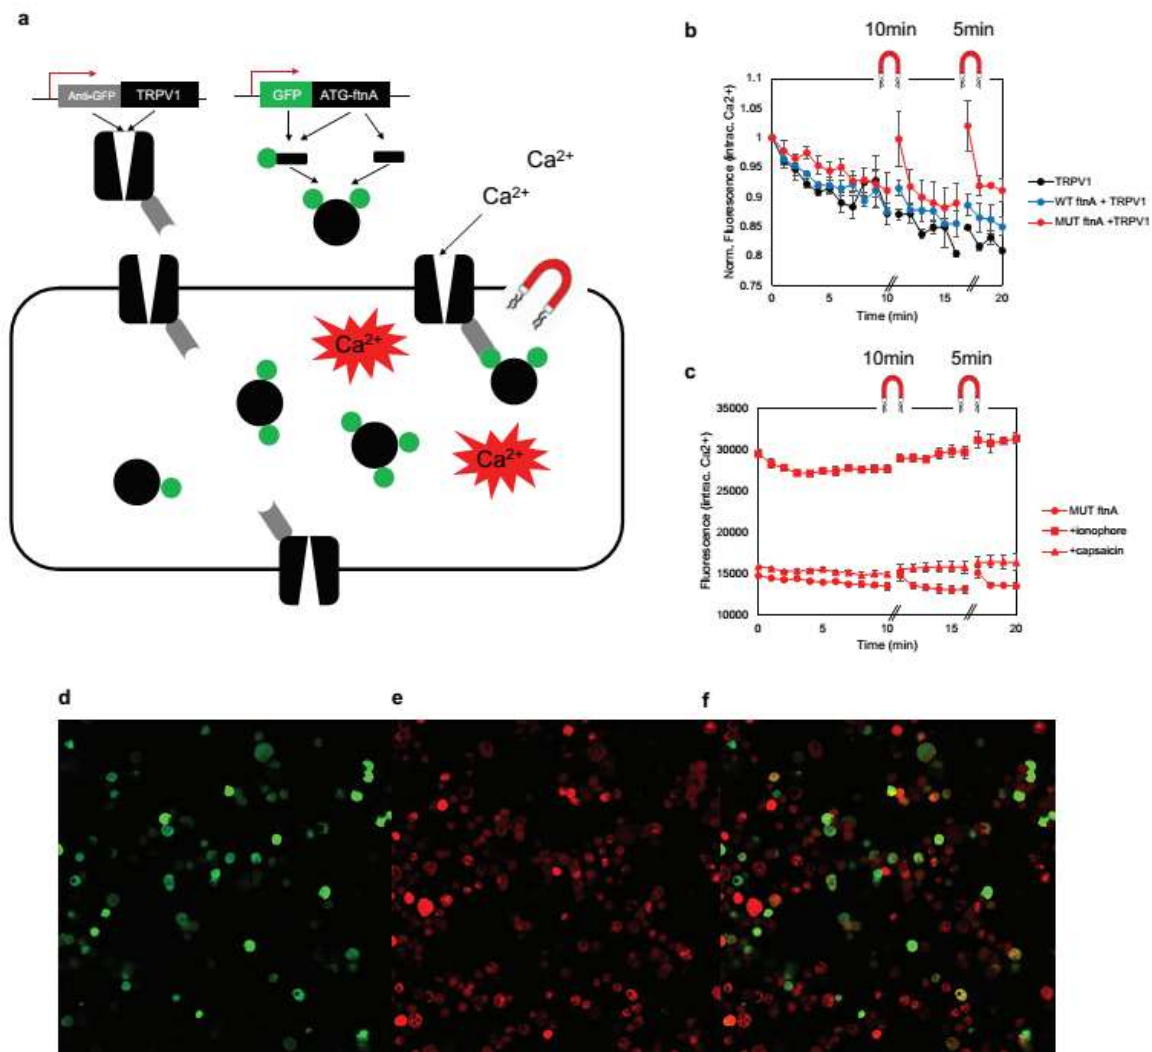 a
Anti-GFP TRPV1
GFP ATG-ftnA
Ca2+
Ca2+
Ca2+
Ca2+
b
10min 5min
1.1
1.05
1
0.95
0.9
0.85
0.8
0.75
0 5 10 15 20
Norm. Fluorescence (intrac. Ca2+)
Time (min)
TRPV1
WT ftnA + TRPV1
MUT ftnA +TRPV1
c
10min 5min
35000
30000
25000
20000
15000
10000
0 5 10 15 20
Fluorescence (intrac. Ca2+)
Time (min)
MUT ftnA
+ionophore
+capsaicin
d e f